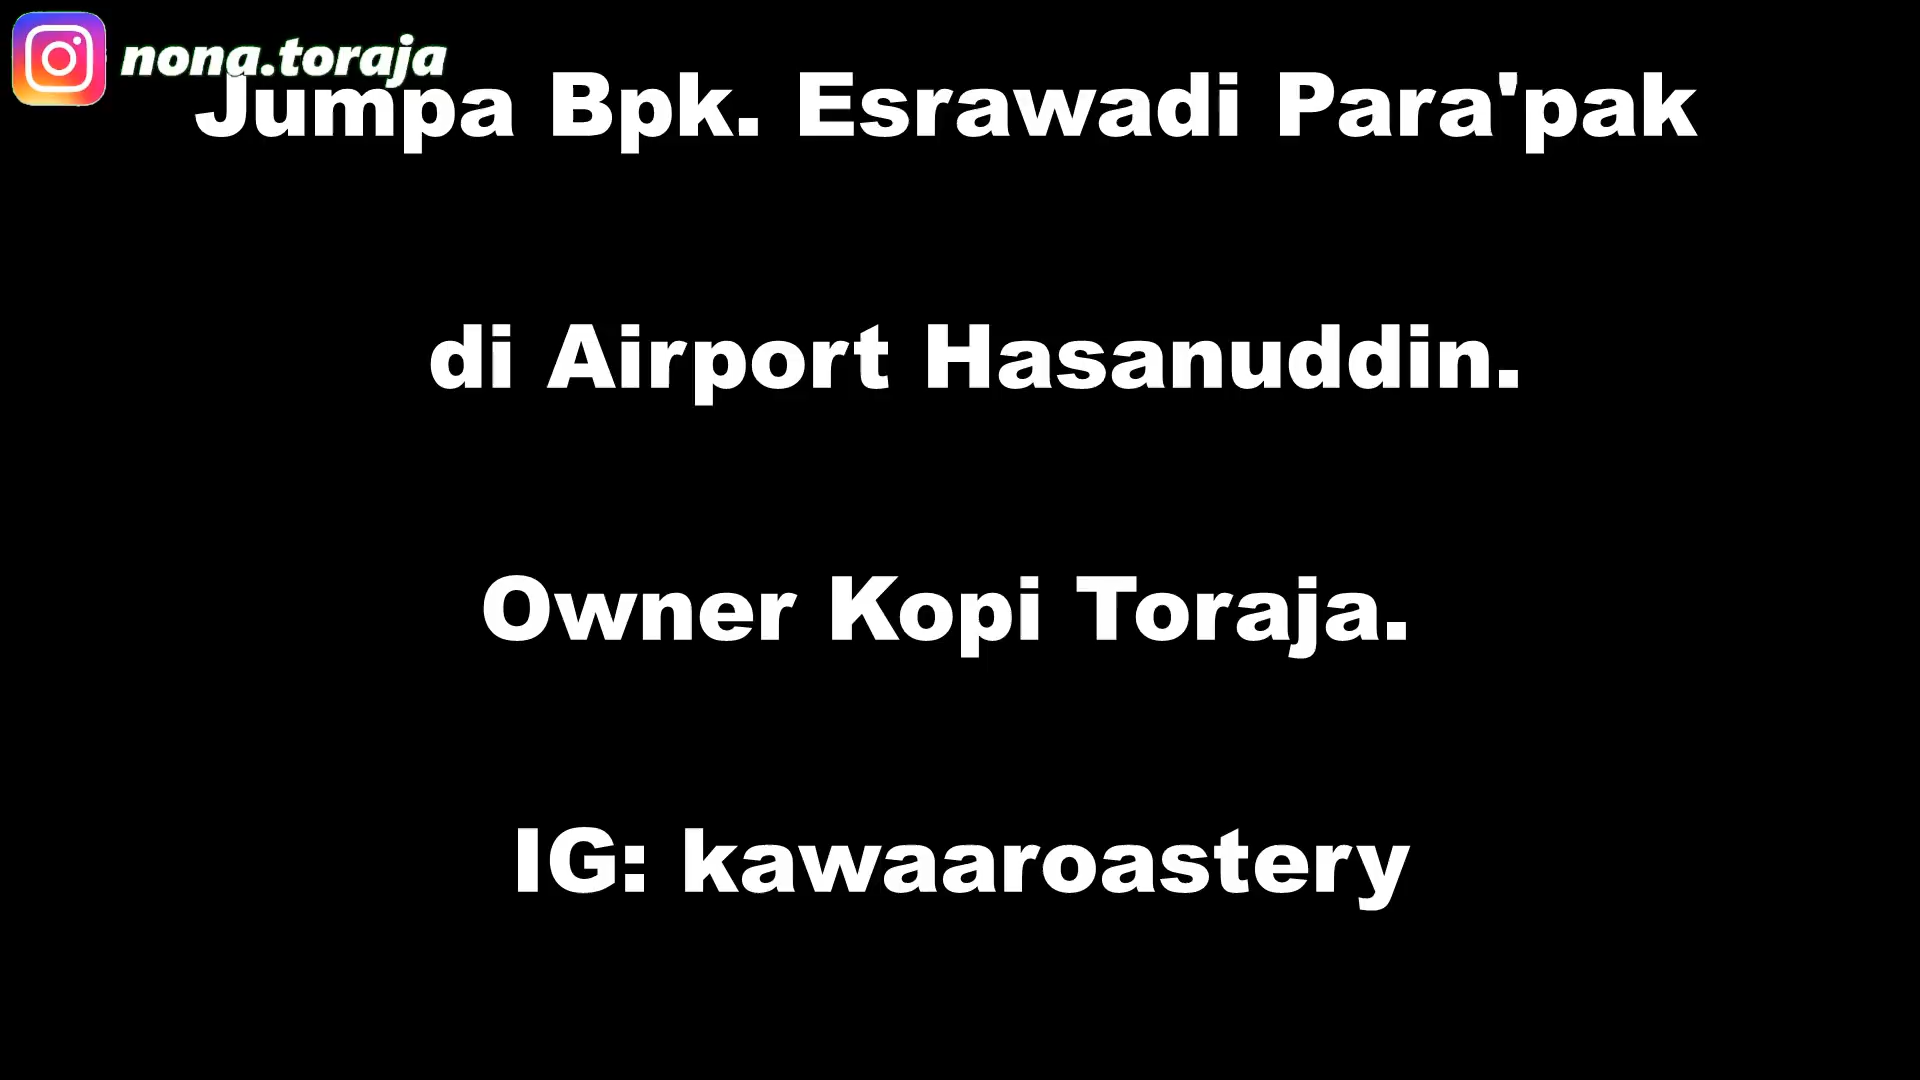 nona.toraja
Jumpa Bpk. Esrawadi Para'pak
di Airport Hasanuddin.
Owner Kopi Toraja.
IG: kawaaroastery